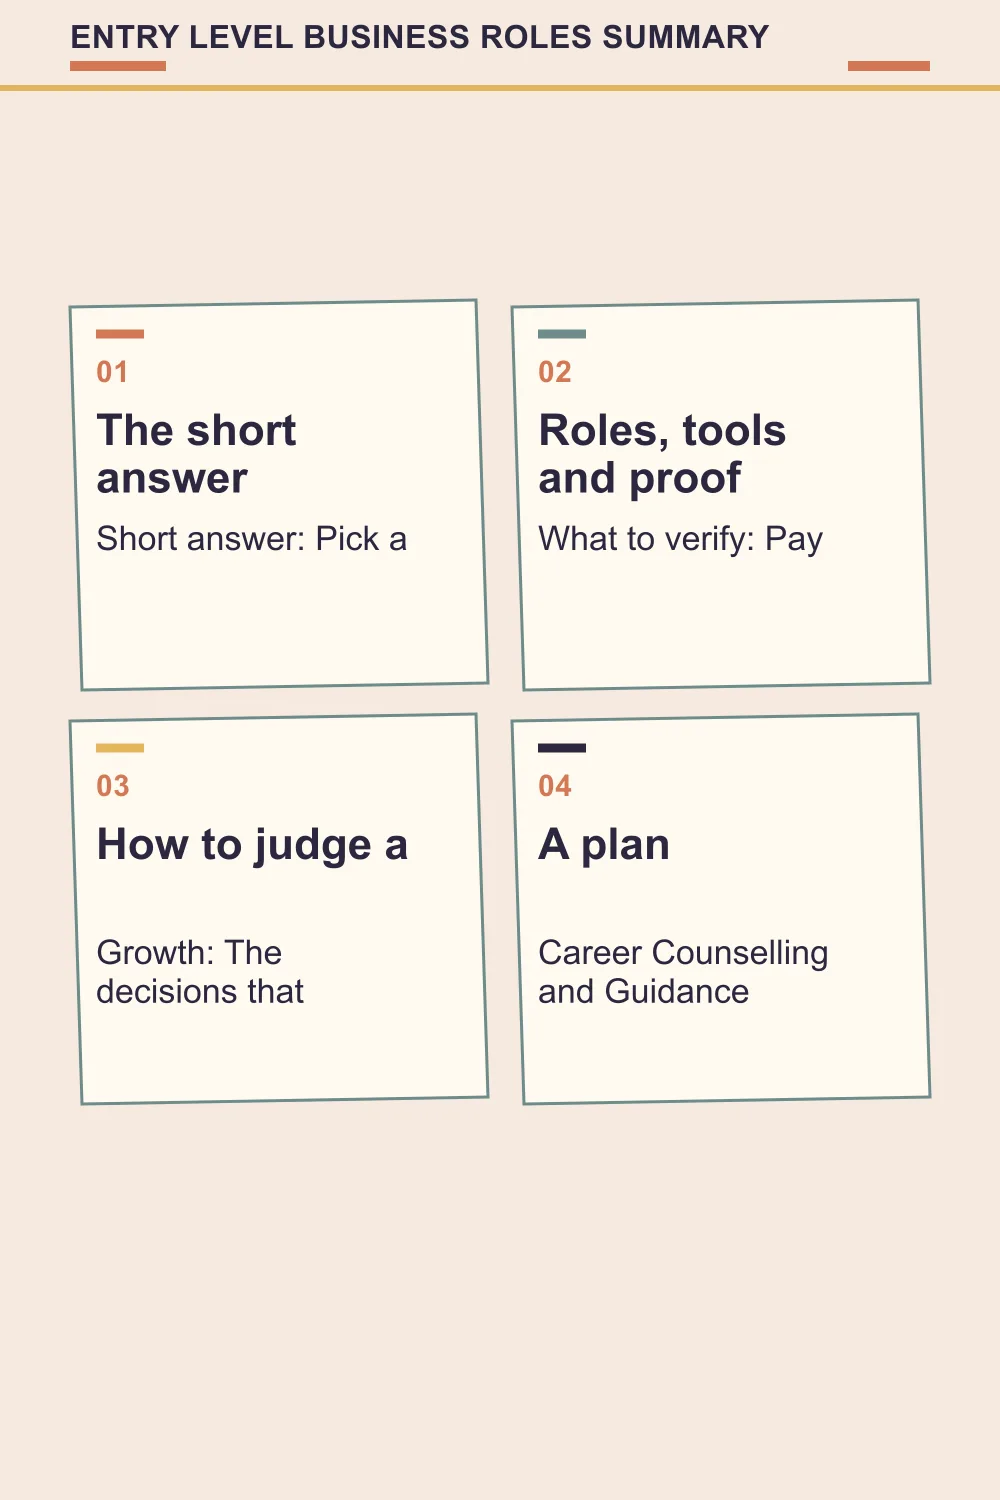 ENTRY LEVEL BUSINESS ROLES SUMMARY
01
The short
answer
Short answer: Pick a
02
Roles, tools
and proof
What to verify: Pay
03
How to judge a
Growth: The
decisions that
04
A plan
Career Counselling
and Guidance